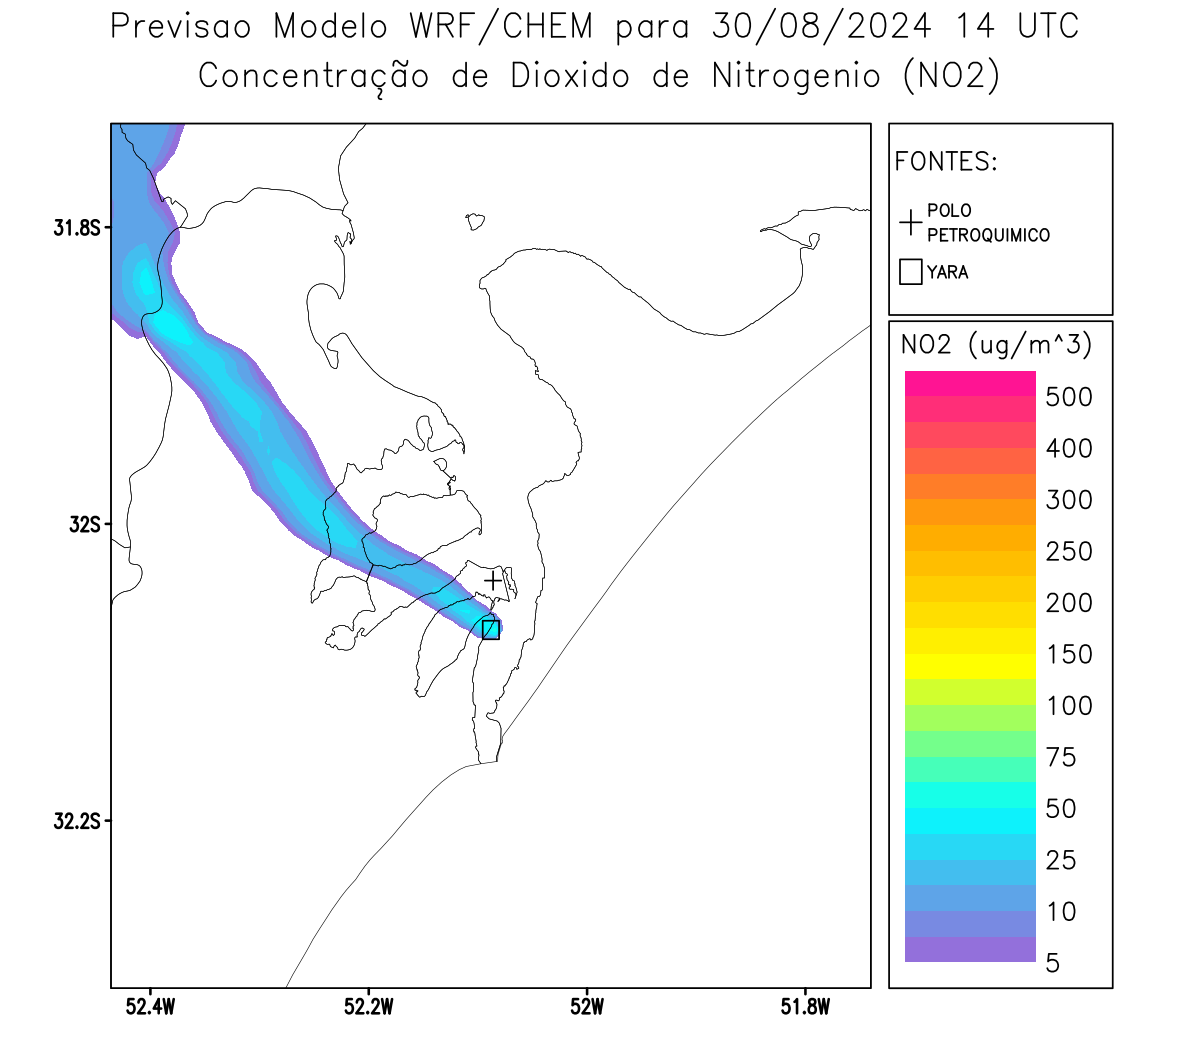 Previsao Modelo WRF/CHEM para 30/08/2024 14 UTC
Concentração de Dioxido de Nitrogenio (NO2)
FONTES:
POLO
PETROQUIMICO
YARA
31.8S
32S
32.2S
52.4W
52.2W
52W
51.8W
NO2 (ug/m^3)
500
400
300
250
200
150
100
75
50
25
10
5